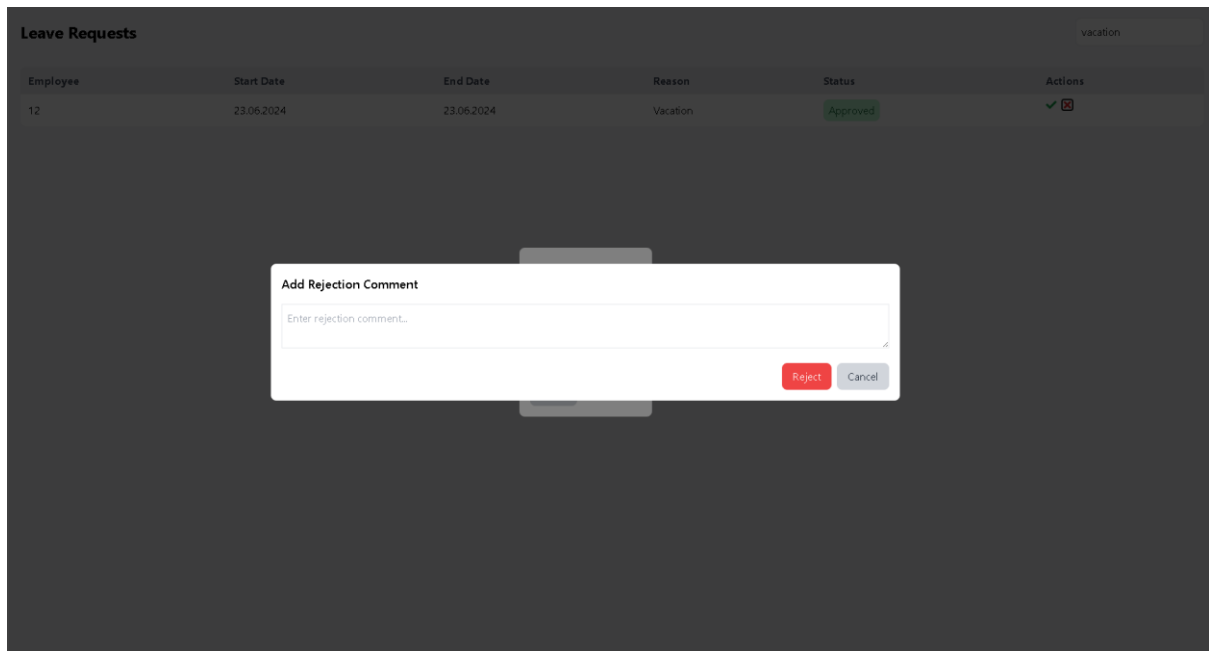 Leave Requests
vacation
Employee Start Date End Date Reason Status Actions
12 23.06.2024 23.06.2024 Vacation Approved
Add Rejection Comment
Enter rejection comment...
Reject Cancel